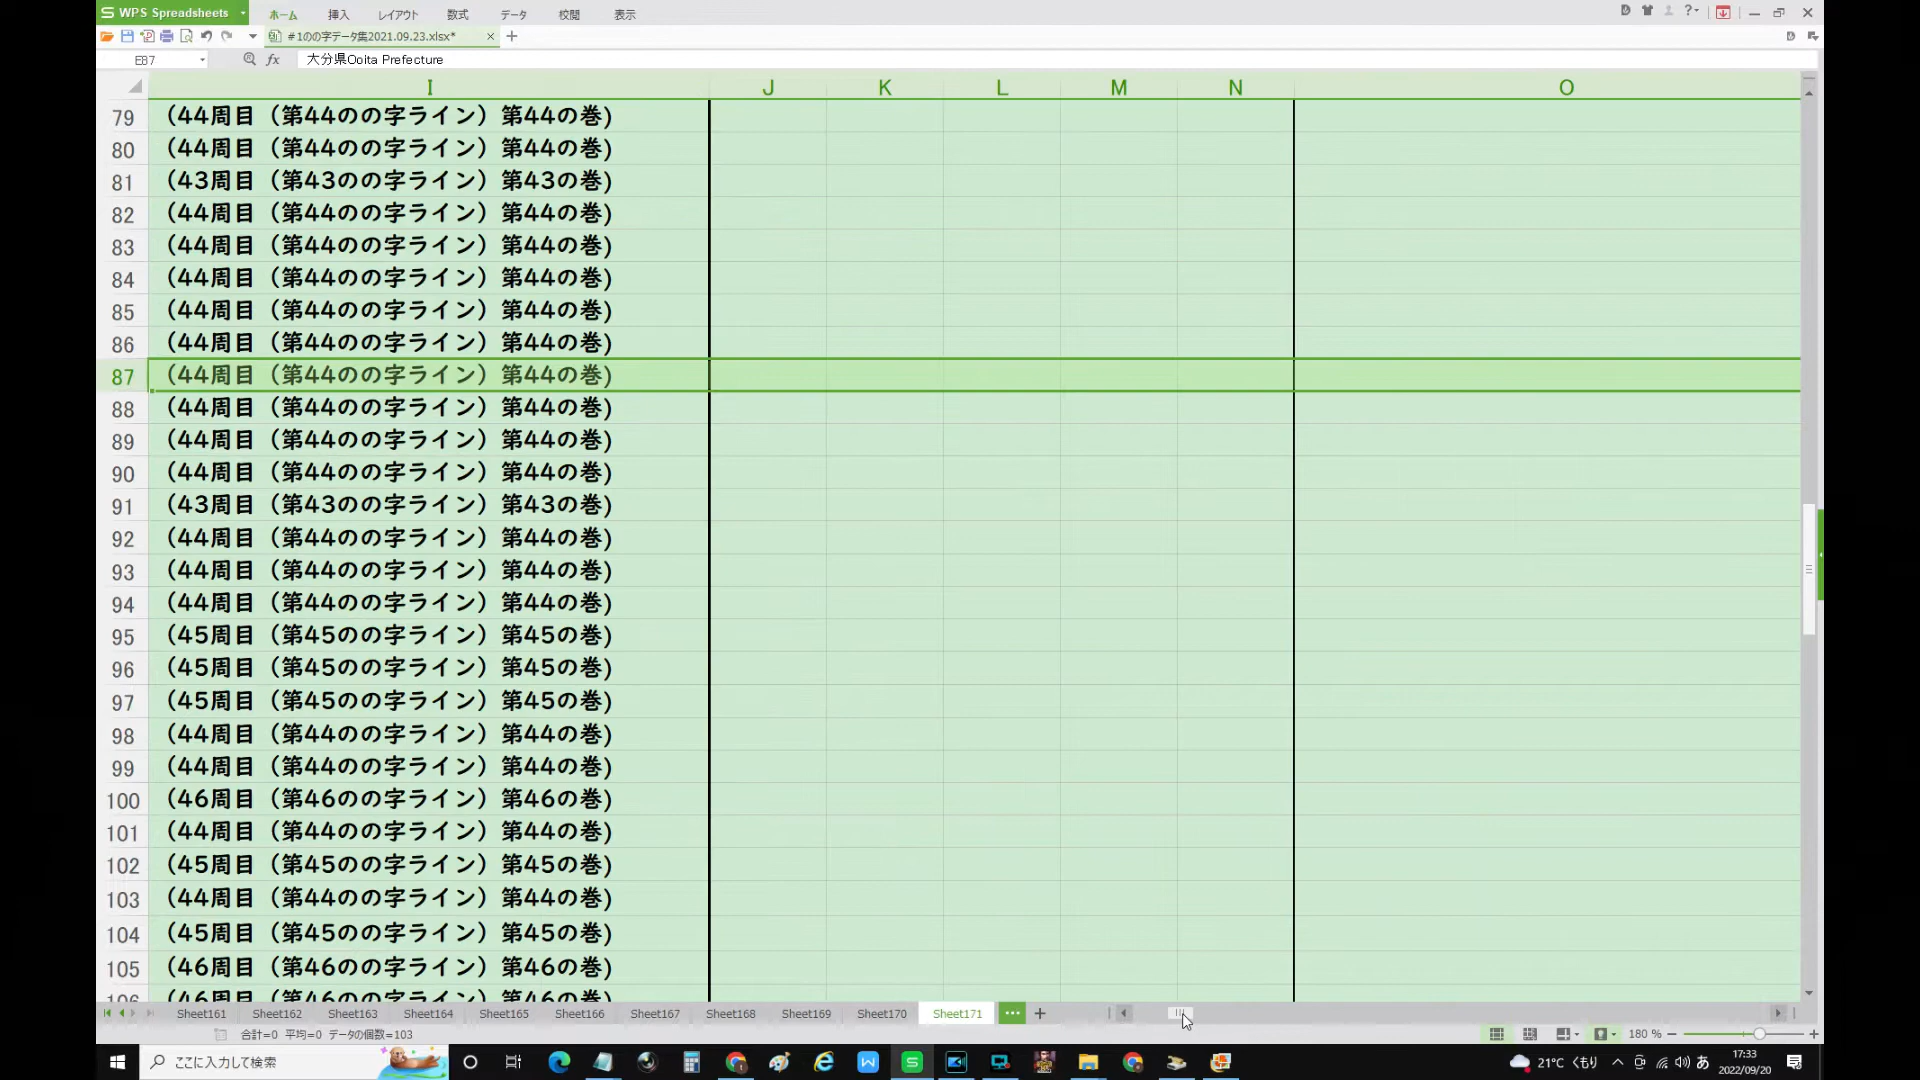 WPS Spreadsheets
ホーム 挿入 レイアウト 数式 データ 校閲 表示
#1のの字データ集2021.09.23.xlsx*
EB7 fx 大分県Ooita Prefecture
I J K L M N O
79 (44周目（第44のの字ライン）第44の巻)
80 (44周目（第44のの字ライン）第44の巻)
81 (43周目（第43のの字ライン）第43の巻)
82 (44周目（第44のの字ライン）第44の巻)
83 (44周目（第44のの字ライン）第44の巻)
84 (44周目（第44のの字ライン）第44の巻)
85 (44周目（第44のの字ライン）第44の巻)
86 (44周目（第44のの字ライン）第44の巻)
87 (44周目（第44のの字ライン）第44の巻)
88 (44周目（第44のの字ライン）第44の巻)
89 (44周目（第44のの字ライン）第44の巻)
90 (44周目（第44のの字ライン）第44の巻)
91 (43周目（第43のの字ライン）第43の巻)
92 (44周目（第44のの字ライン）第44の巻)
93 (44周目（第44のの字ライン）第44の巻)
94 (44周目（第44のの字ライン）第44の巻)
95 (45周目（第45のの字ライン）第45の巻)
96 (45周目（第45のの字ライン）第45の巻)
97 (45周目（第45のの字ライン）第45の巻)
98 (44周目（第44のの字ライン）第44の巻)
99 (44周目（第44のの字ライン）第44の巻)
100 (46周目（第46のの字ライン）第46の巻)
101 (44周目（第44のの字ライン）第44の巻)
102 (45周目（第45のの字ライン）第45の巻)
103 (44周目（第44のの字ライン）第44の巻)
104 (45周目（第45のの字ライン）第45の巻)
105 (46周目（第46のの字ライン）第46の巻)
106 (46周目（第46のの字ライン）第46の巻)
Sheet161 Sheet162 Sheet163 Sheet164 Sheet165 Sheet166 Sheet167 Sheet168 Sheet169 Sheet170 Sheet171
合計=0 平均=0 データの個数=103
180 %
ここに入力して検索
21°C くもり
あ
17:33
2022/09/20